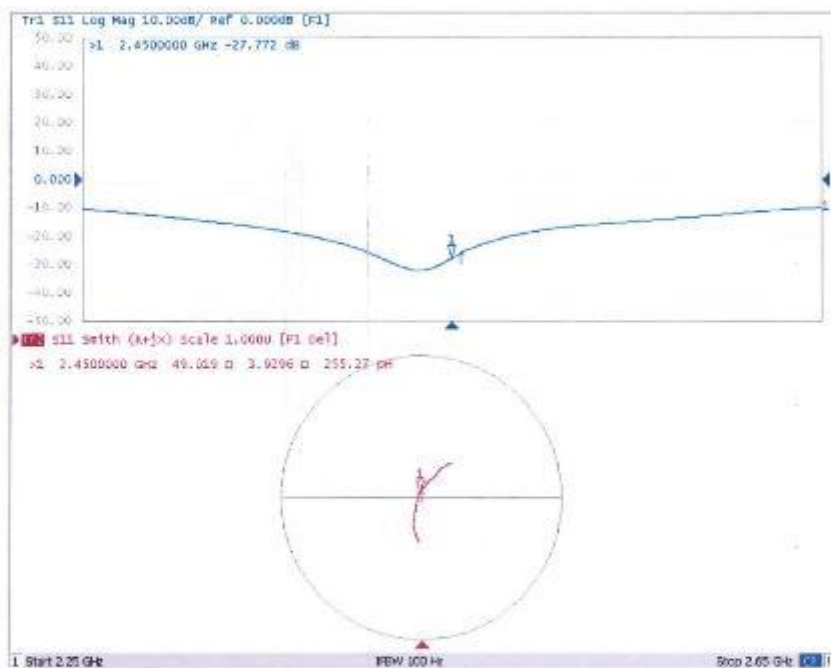 Tr1 S11 Log Mag 10.00dB/ Ref 0.000dB [F1]
50.00
>1 2.4500000 GHz -27.772 dB
40.00
30.00
20.00
10.00
0.000
-10.00
-20.00
1
-30.00
-40.00
-50.00
Tr2 S11 Smith (R+jX) Scale 1.000U [F1 Del]
>1 2.4500000 GHz 49.019 Ω 3.9296 Ω 255.27 pH
1
1 Start 2.25 GHz
IFBW 100 Hz
Stop 2.65 GHz